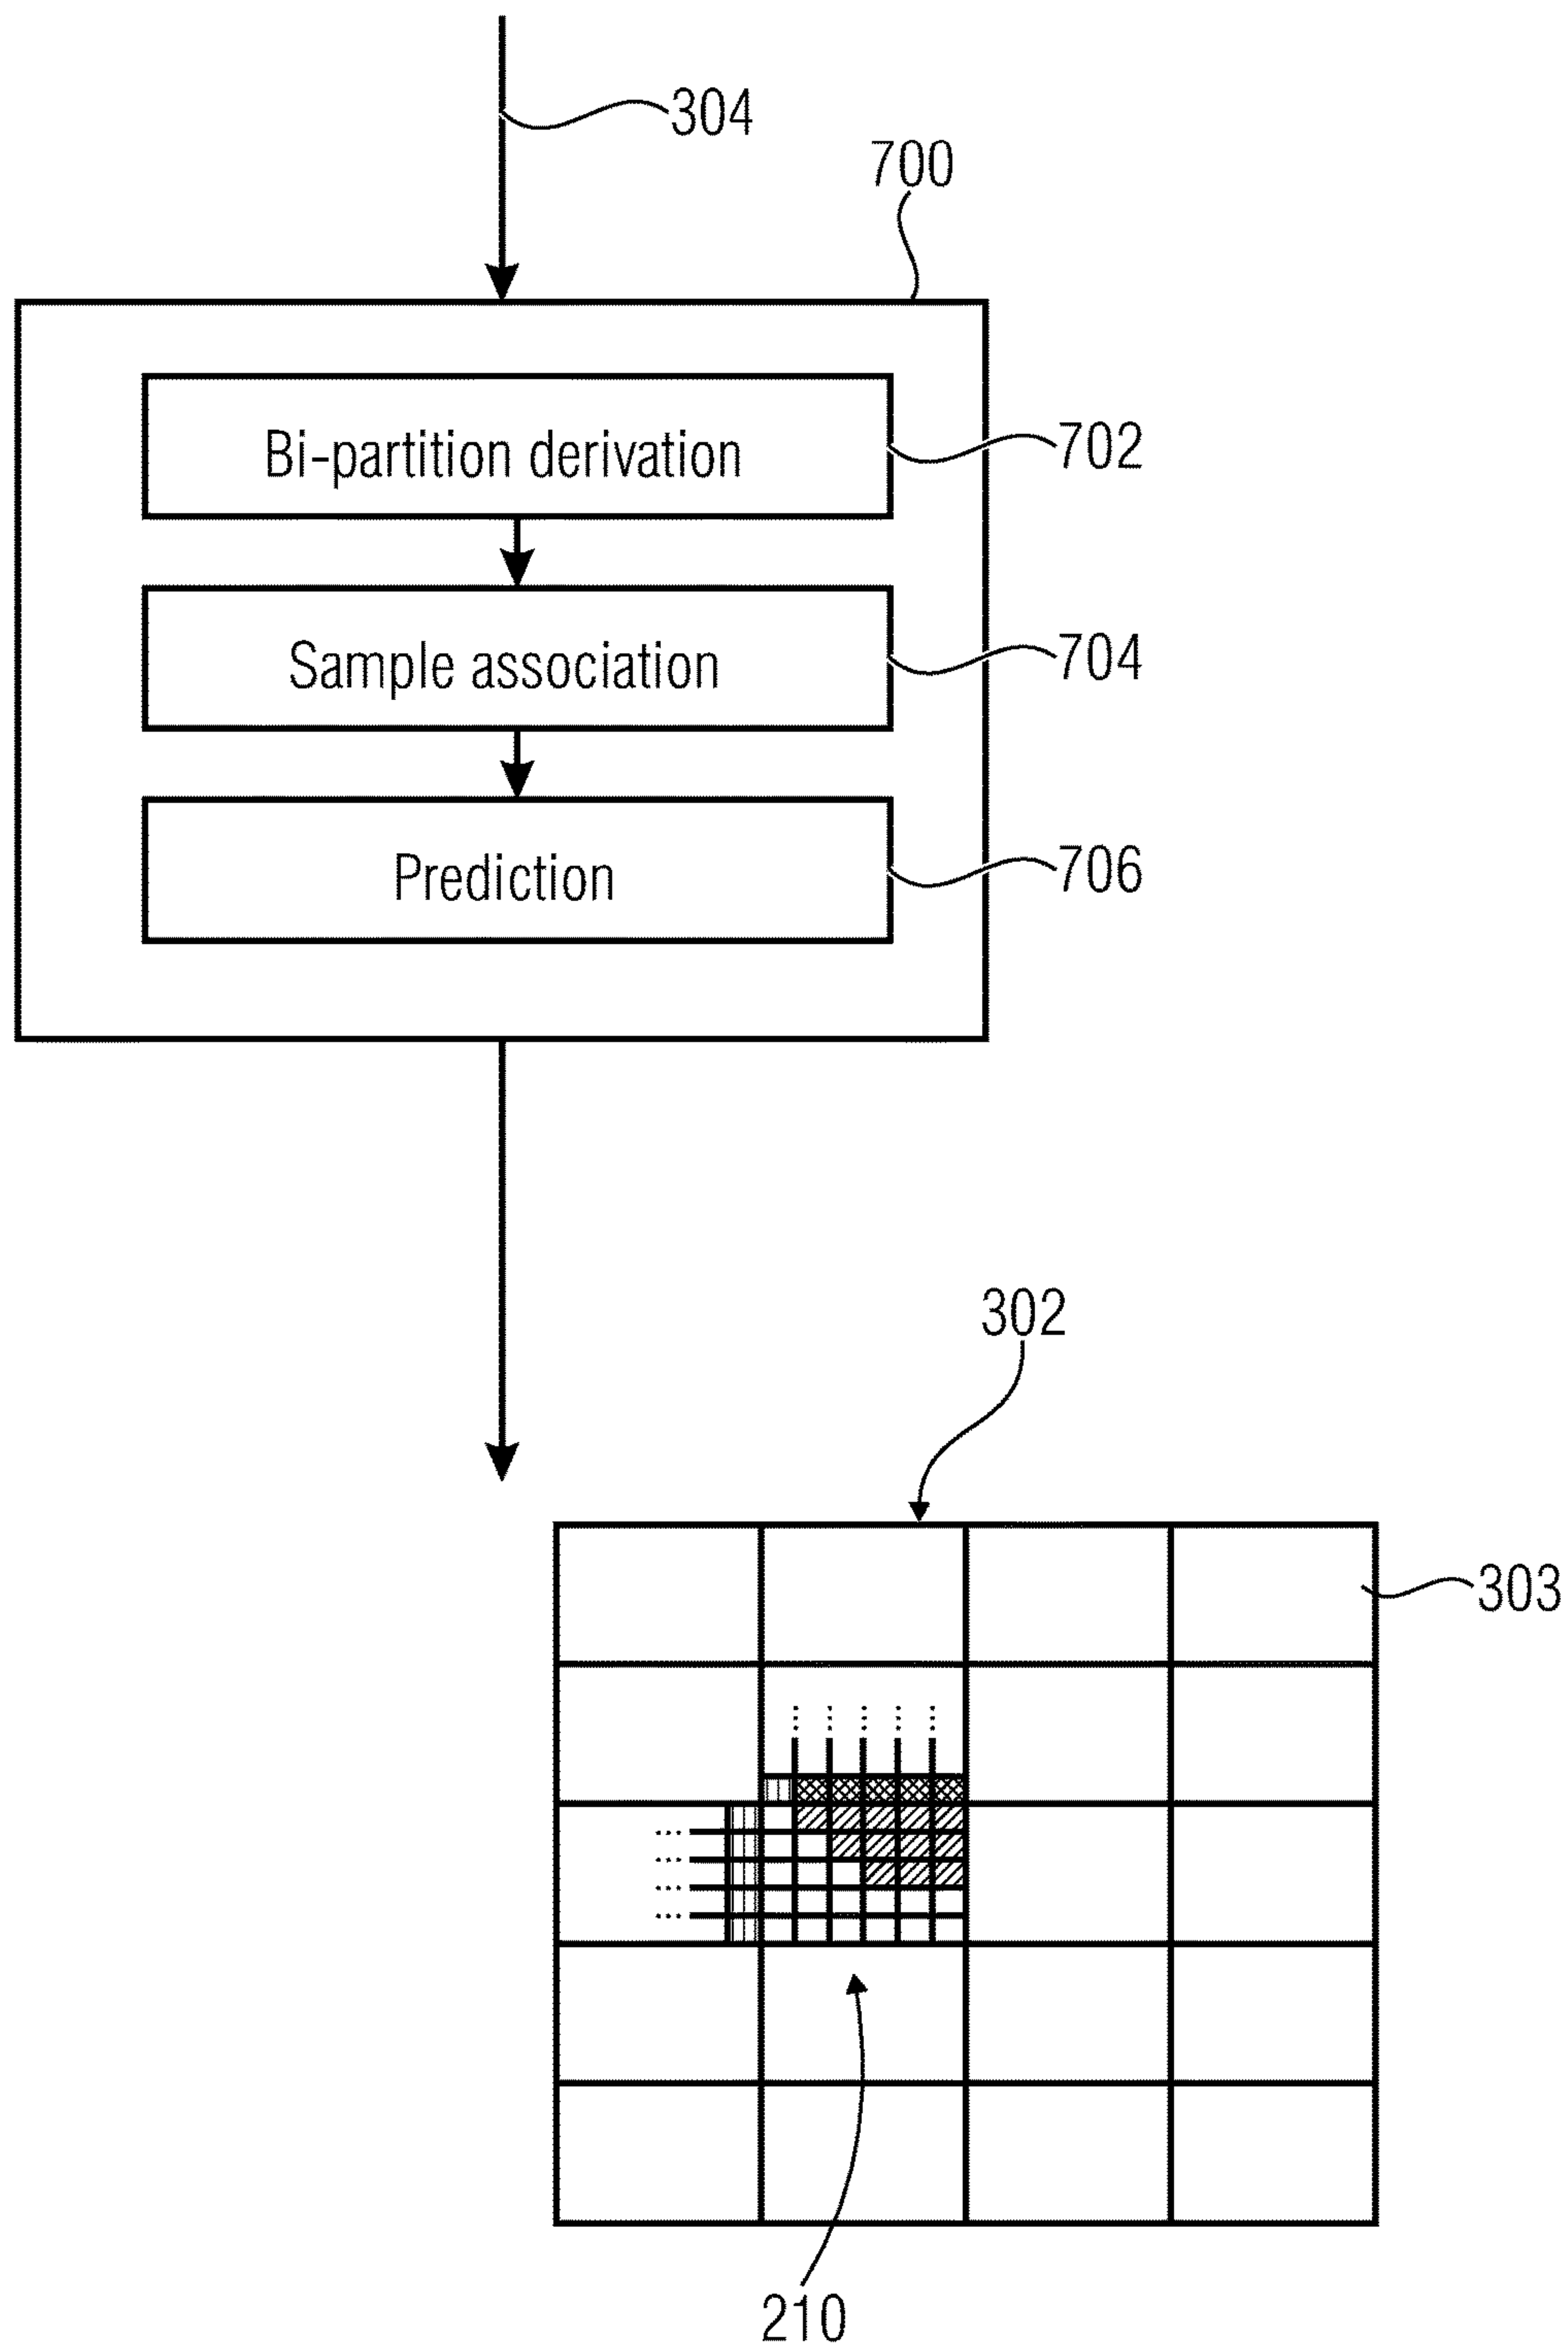 304
700
Bi-partition derivation
702
Sample association
704
Prediction
706
302
303
210